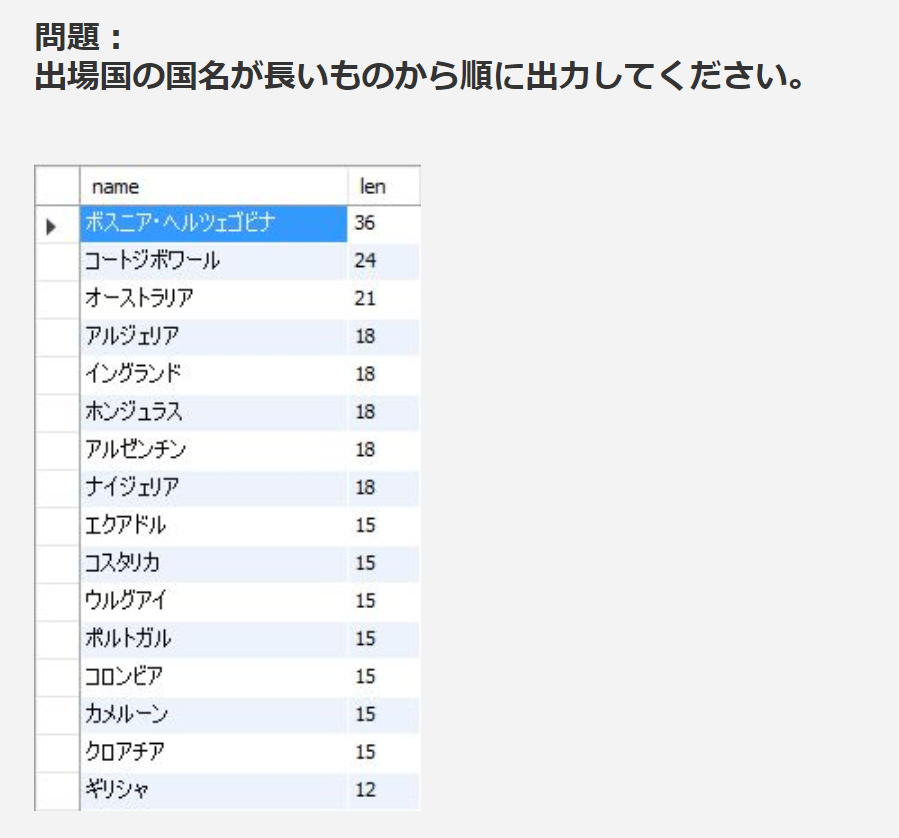 問題：
出場国の国名が長いものから順に出力してください。
name len
ボスニア・ヘルツェゴビナ 36
コートジボワール 24
オーストラリア 21
アルジェリア 18
イングランド 18
ホンジュラス 18
アルゼンチン 18
ナイジェリア 18
エクアドル 15
コスタリカ 15
ウルグアイ 15
ポルトガル 15
コロンビア 15
カメルーン 15
クロアチア 15
ギリシャ 12